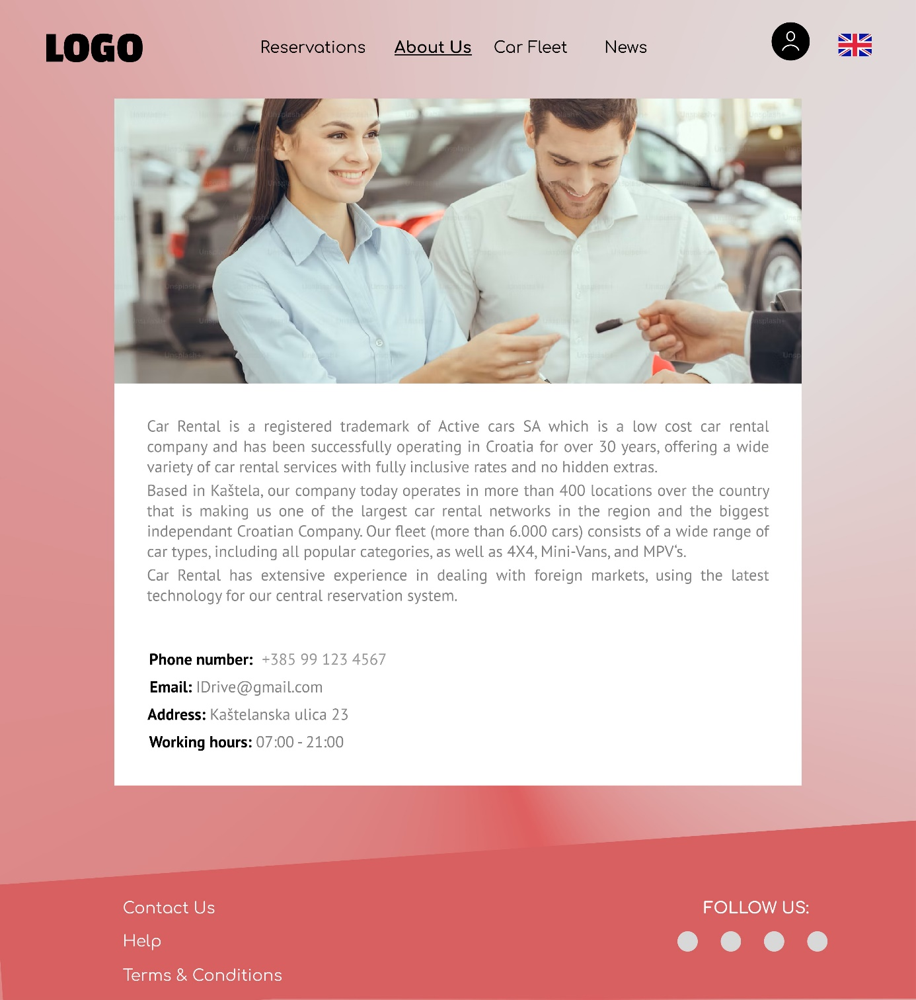 LOGO
Reservations
About Us
Car Fleet
News
Unsplash+
Car Rental is a registered trademark of Active cars SA which is a low cost car rental
company and has been successfully operating in Croatia for over 30 years, offering a wide
variety of car rental services with fully inclusive rates and no hidden extras.
Based in Kaštela, our company today operates in more than 400 locations over the country
that is making us one of the largest car rental networks in the region and the biggest
independant Croatian Company. Our fleet (more than 6.000 cars) consists of a wide range of
car types, including all popular categories, as well as 4X4, Mini-Vans, and MPV‘s.
Car Rental has extensive experience in dealing with foreign markets, using the latest
technology for our central reservation system.
Phone number: +385 99 123 4567
Email: IDrive@gmail.com
Address: Kaštelanska ulica 23
Working hours: 07:00 - 21:00
Contact Us
FOLLOW US:
Help
Terms & Conditions